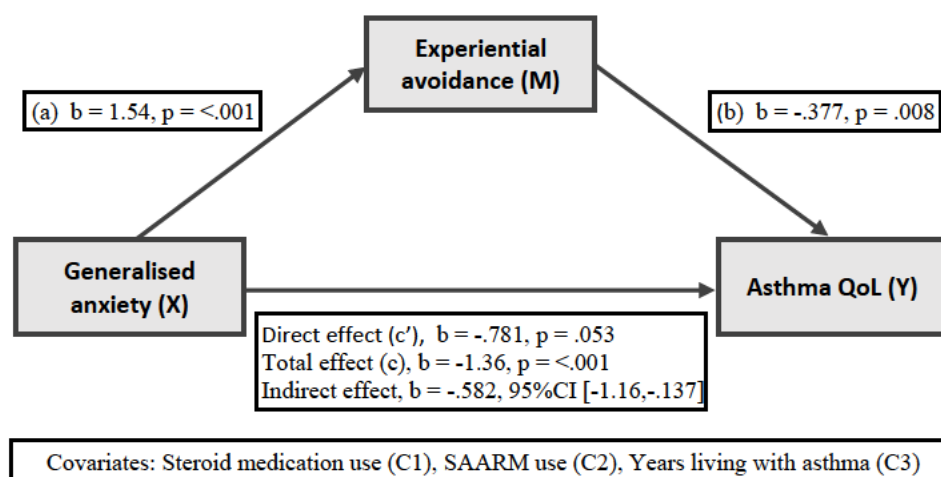 Experiential
avoidance (M)
(a) b = 1.54, p = <.001
(b) b = -.377, p = .008
Generalised
anxiety (X)
Asthma QoL (Y)
Direct effect (c’), b = -.781, p = .053
Total effect (c), b = -1.36, p = <.001
Indirect effect, b = -.582, 95%CI [-1.16,-.137]
Covariates: Steroid medication use (C1), SAARM use (C2), Years living with asthma (C3)